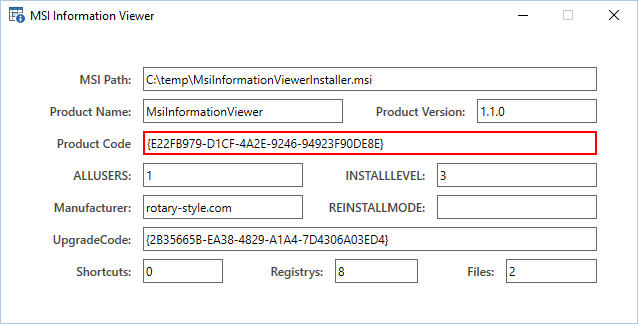 MSI Information Viewer
MSI Path: C:\temp\MsiInformationViewerInstaller.msi
Product Name: MsiInformationViewer Product Version: 1.1.0
Product Code {E22FB979-D1CF-4A2E-9246-94923F90DE8E}
ALLUSERS: 1 INSTALLLEVEL: 3
Manufacturer: rotary-style.com REINSTALLMODE:
UpgradeCode: {2B35665B-EA38-4829-A1A4-7D4306A03ED4}
Shortcuts: 0 Registrys: 8 Files: 2